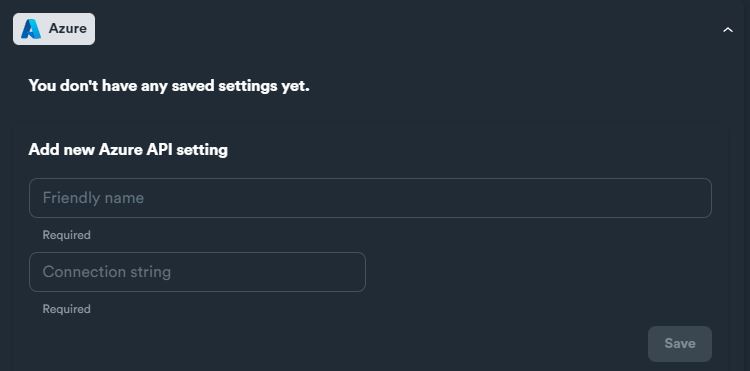 Azure
You don't have any saved settings yet.
Add new Azure API setting
Friendly name
Required
Connection string
Required
Save